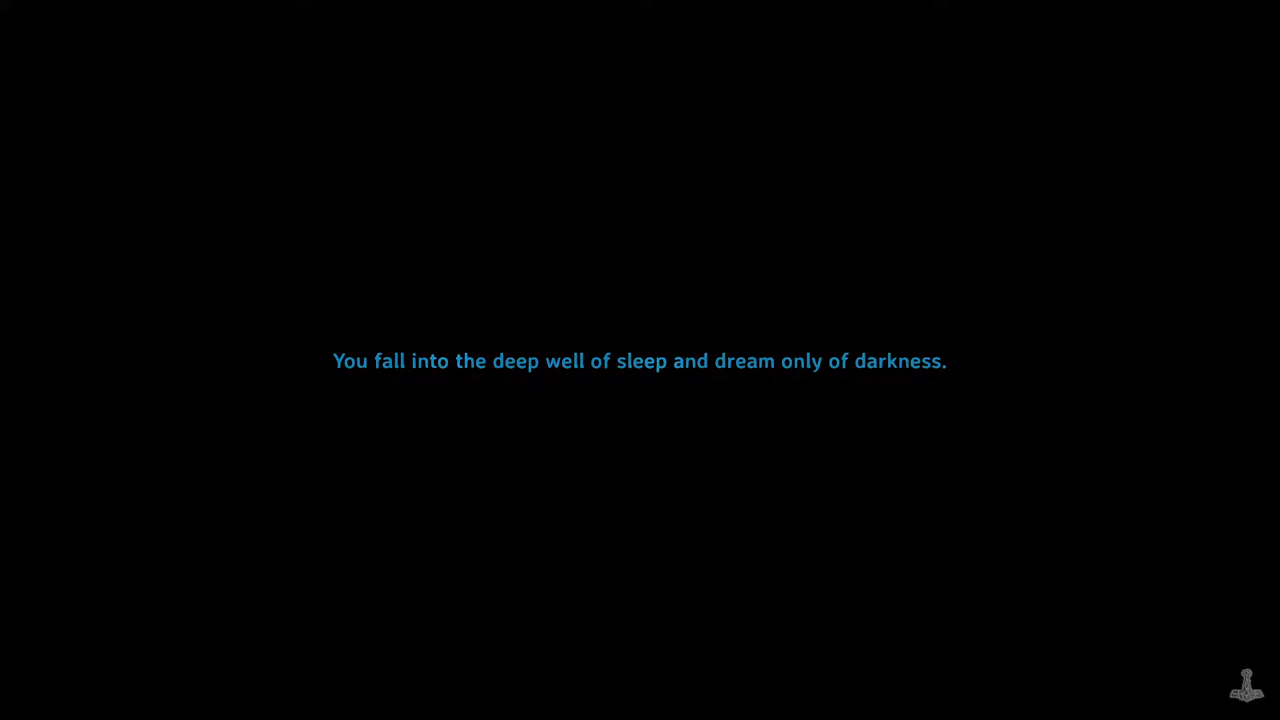 You fall into the deep well of sleep and dream only of darkness.